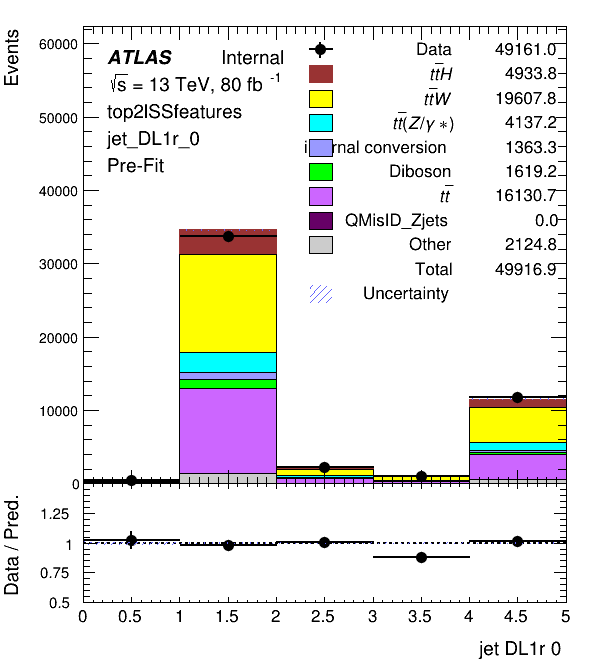 Events
ATLAS Internal
√s = 13 TeV, 80 fb -1
top2lSSfeatures
jet_DL1r_0
Pre-Fit
Data 49161.0
tt̅H 4933.8
tt̅W 19607.8
tt̅(Z/γ *) 4137.2
internal conversion 1363.3
Diboson 1619.2
tt̅ 16130.7
QMisID_Zjets 0.0
Other 2124.8
Total 49916.9
Uncertainty
60000
50000
40000
30000
20000
10000
0
Data / Pred.
1.25
1
0.75
0.5
0 0.5 1 1.5 2 2.5 3 3.5 4 4.5 5
jet DL1r 0